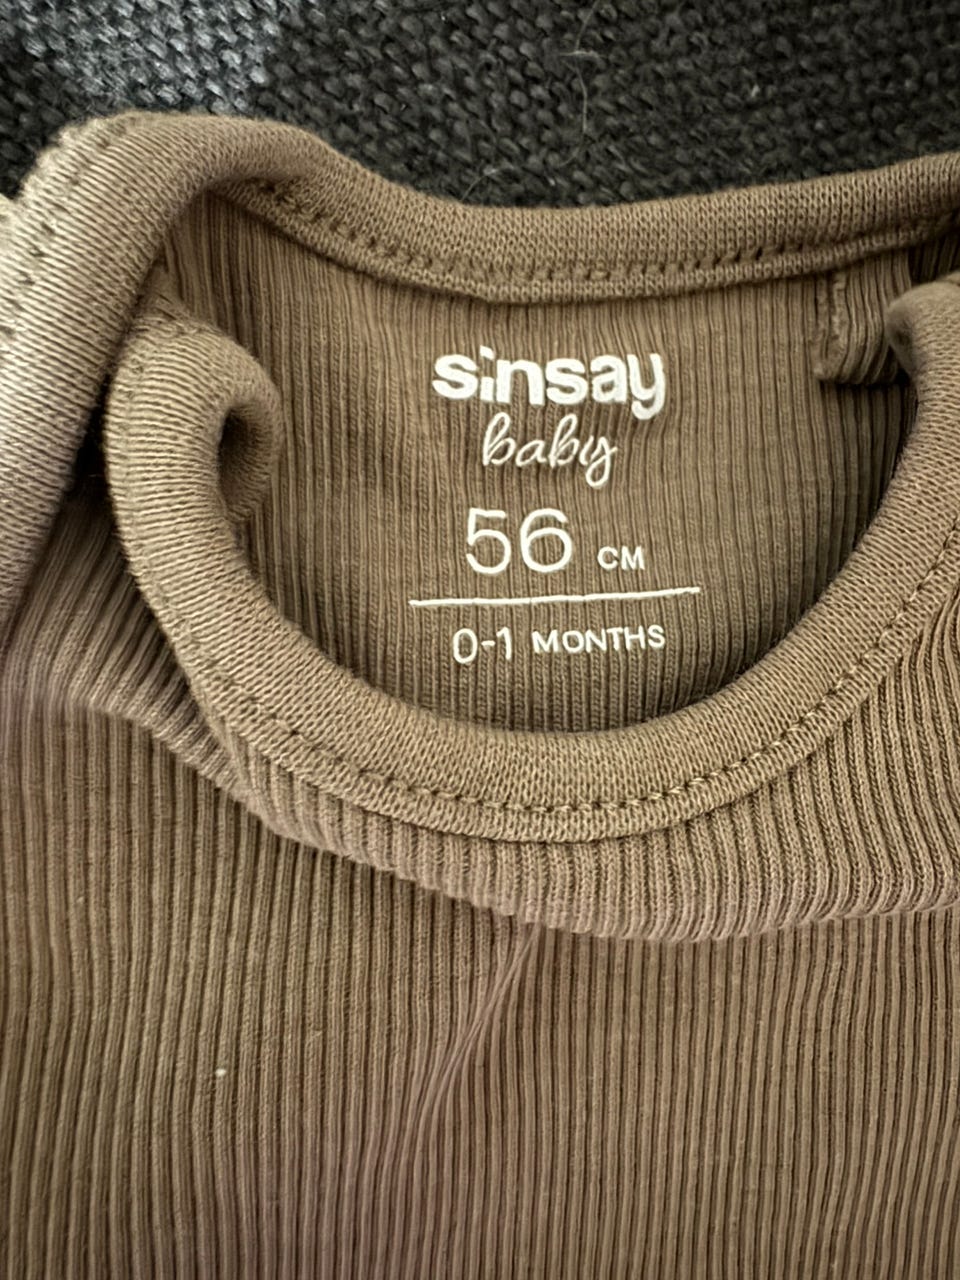 sinsay
baby
56 CM
0-1 MONTHS